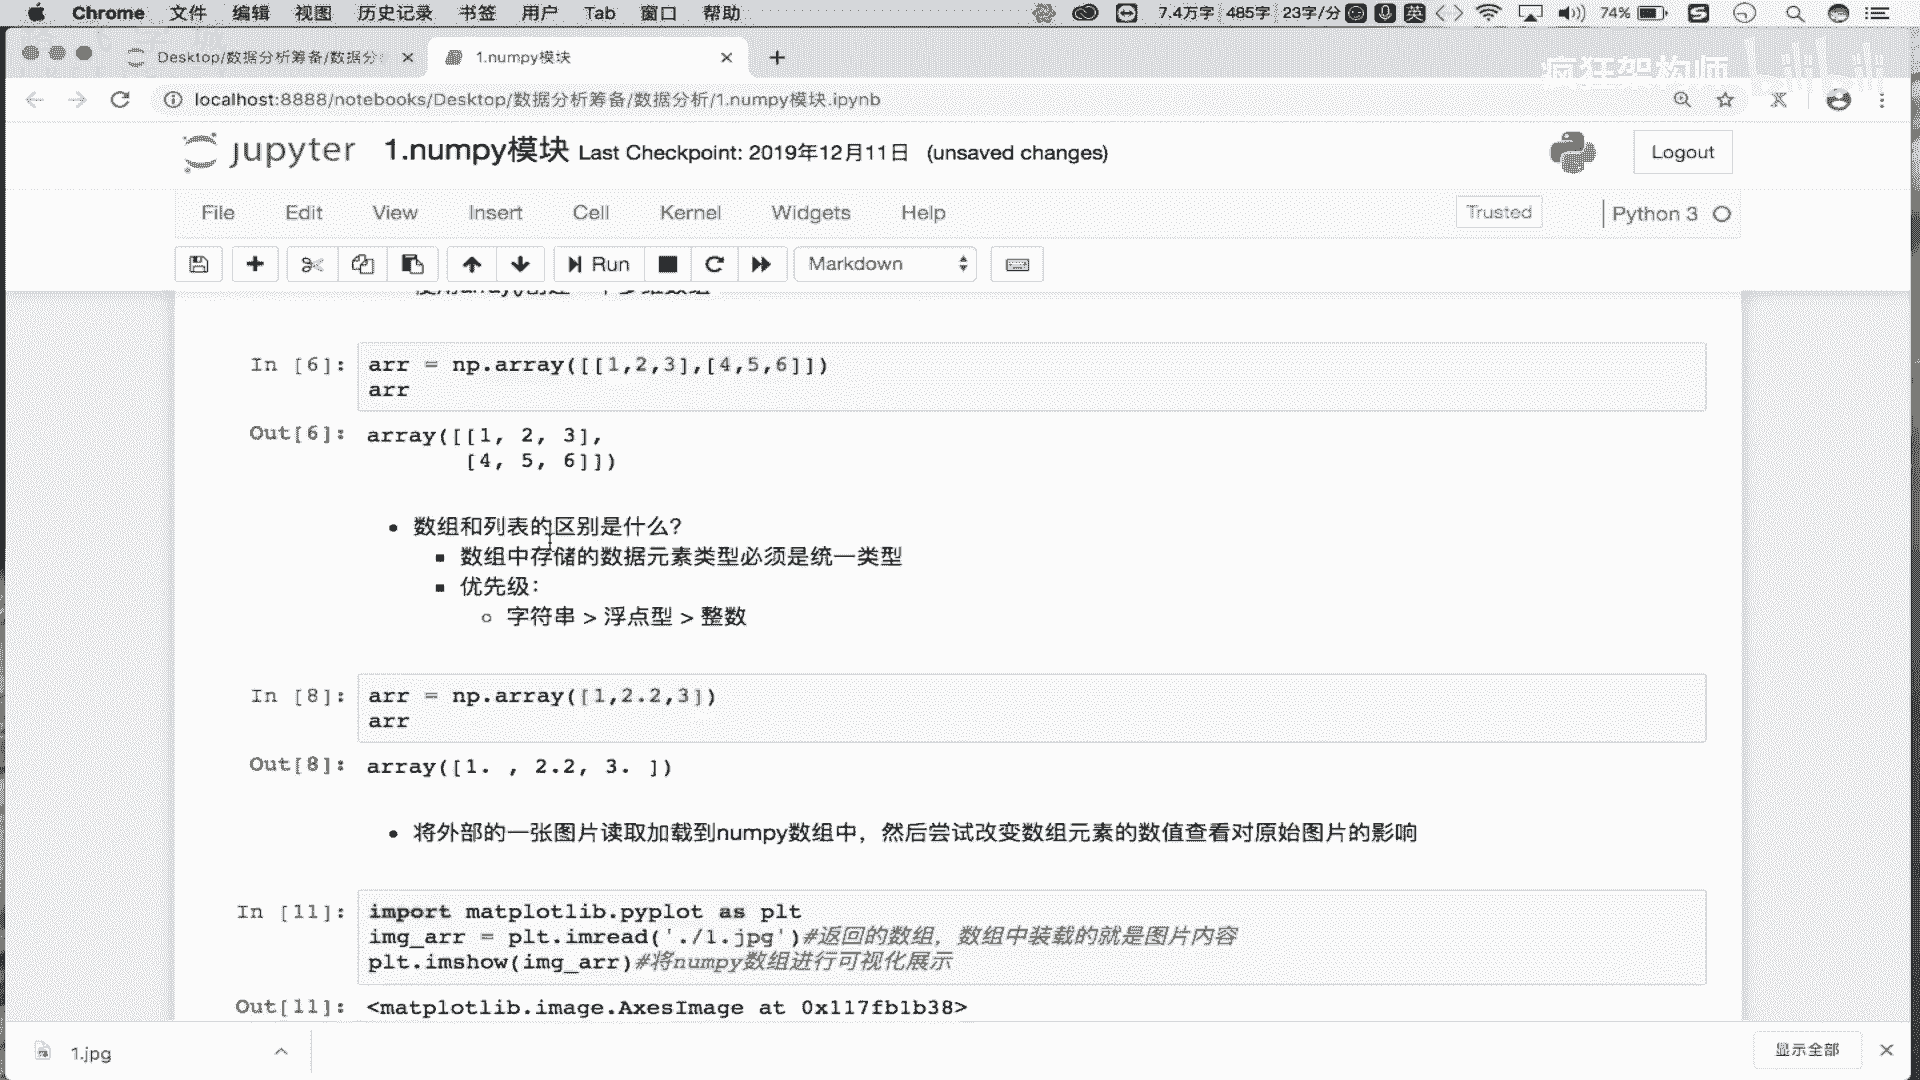 Chrome 文件 编辑 视图 历史记录 书签 用户 Tab 窗口 帮助 7.4万字 485字 23字/分 英 74%
Desktop/数据分析筹备/数据分 1.numpy模块
疯狂架构师 bilibili
localhost:8888/notebooks/Desktop/数据分析筹备/数据分析/1.numpy模块.ipynb
jupyter 1.numpy模块 Last Checkpoint: 2019年12月11日 (unsaved changes) Logout
File Edit View Insert Cell Kernel Widgets Help Trusted Python 3
Run Markdown
In [6]: arr = np.array([[1,2,3],[4,5,6]])
arr
Out[6]: array([[1, 2, 3],
[4, 5, 6]])
数组和列表的区别是什么?
数组中存储的数据元素类型必须是统一类型
优先级：
字符串 > 浮点型 > 整数
In [8]: arr = np.array([1,2.2,3])
arr
Out[8]: array([1. , 2.2, 3. ])
将外部的一张图片读取加载到numpy数组中，然后尝试改变数组元素的数值查看对原始图片的影响
In [11]: import matplotlib.pyplot as plt
img_arr = plt.imread('./1.jpg')#返回的数组，数组中装载的就是图片内容
plt.imshow(img_arr)#将numpy数组进行可视化展示
Out[11]: <matplotlib.image.AxesImage at 0x117fb1b38>
1.jpg 显示全部